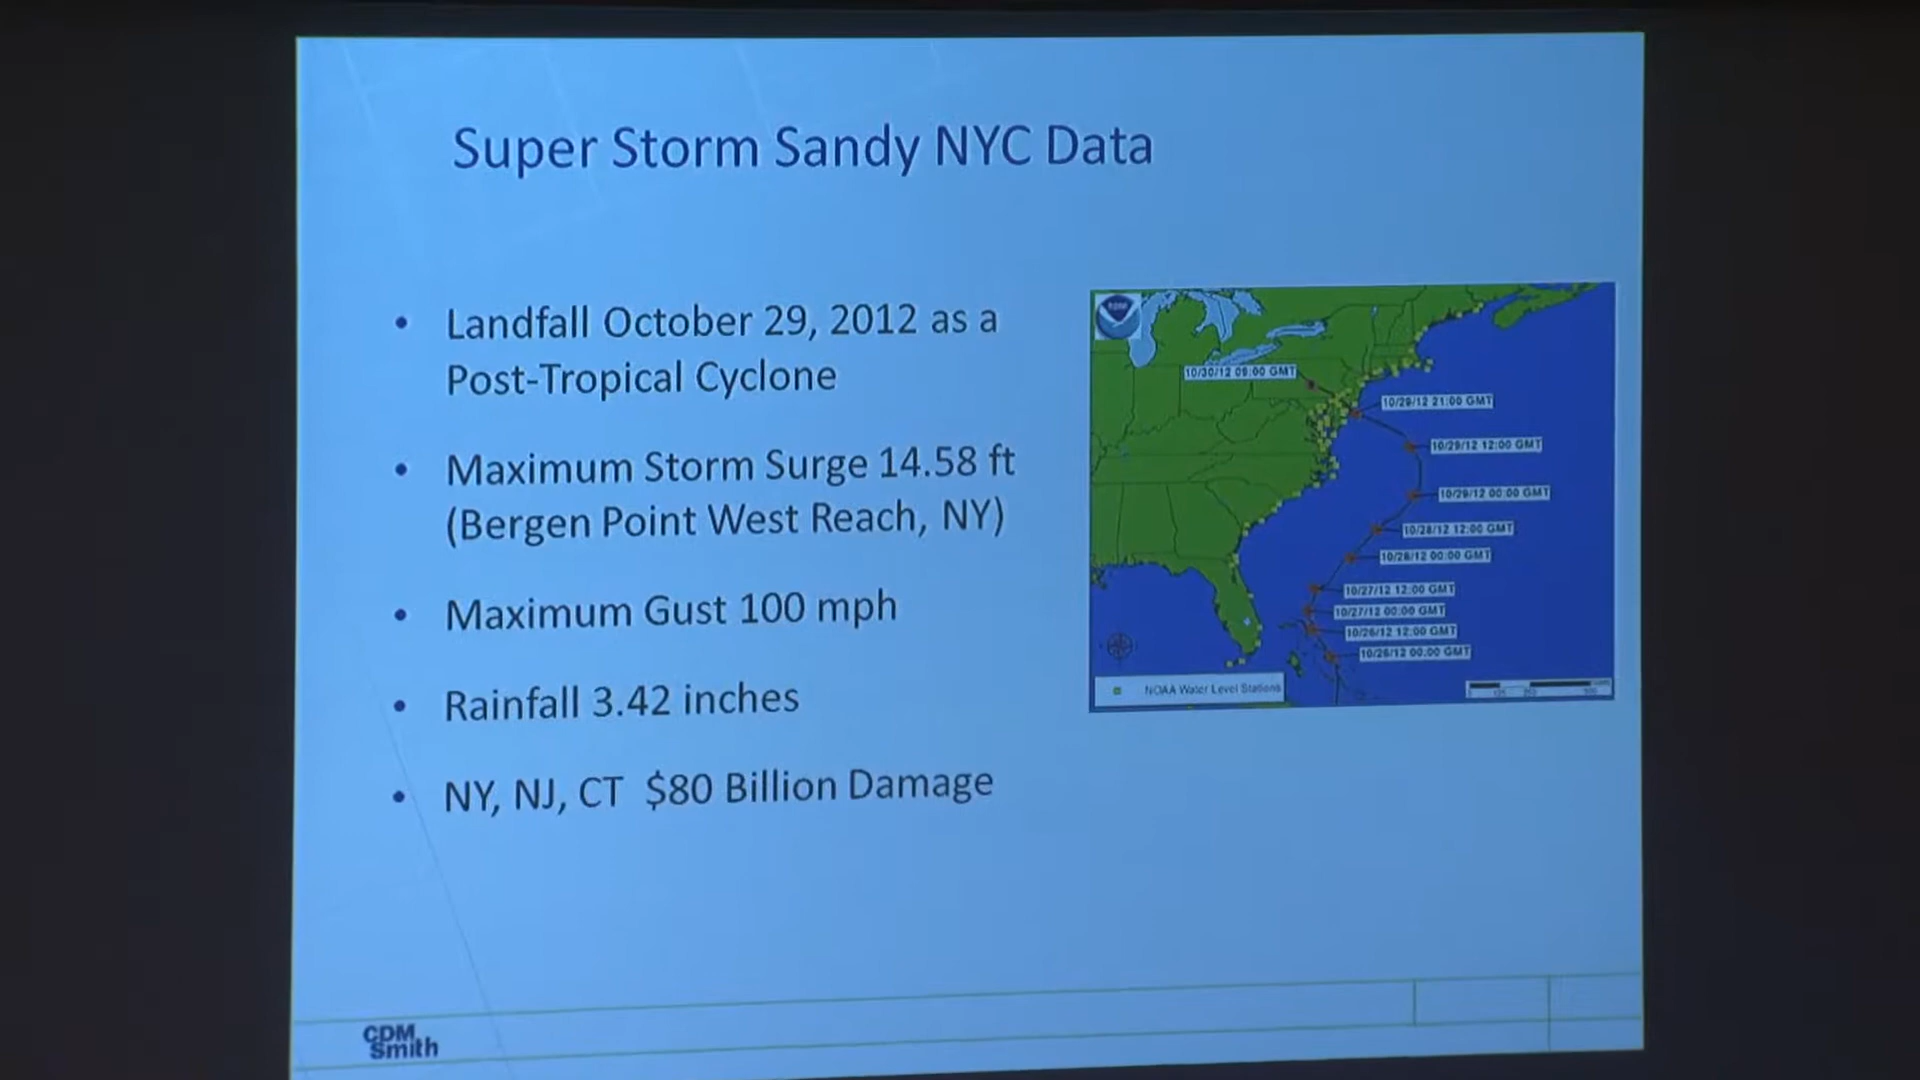 Super Storm Sandy NYC Data
• Landfall October 29, 2012 as a
Post-Tropical Cyclone
• Maximum Storm Surge 14.58 ft
(Bergen Point West Reach, NY)
• Maximum Gust 100 mph
• Rainfall 3.42 inches
• NY, NJ, CT $80 Billion Damage
10/30/12 09:00 GMT
10/29/12 21:00 GMT
10/29/12 12:00 GMT
10/29/12 00:00 GMT
10/28/12 12:00 GMT
10/28/12 00:00 GMT
10/27/12 12:00 GMT
10/27/12 00:00 GMT
10/26/12 12:00 GMT
10/26/12 00:00 GMT
NOAA Water Level Stations
CDM
Smith